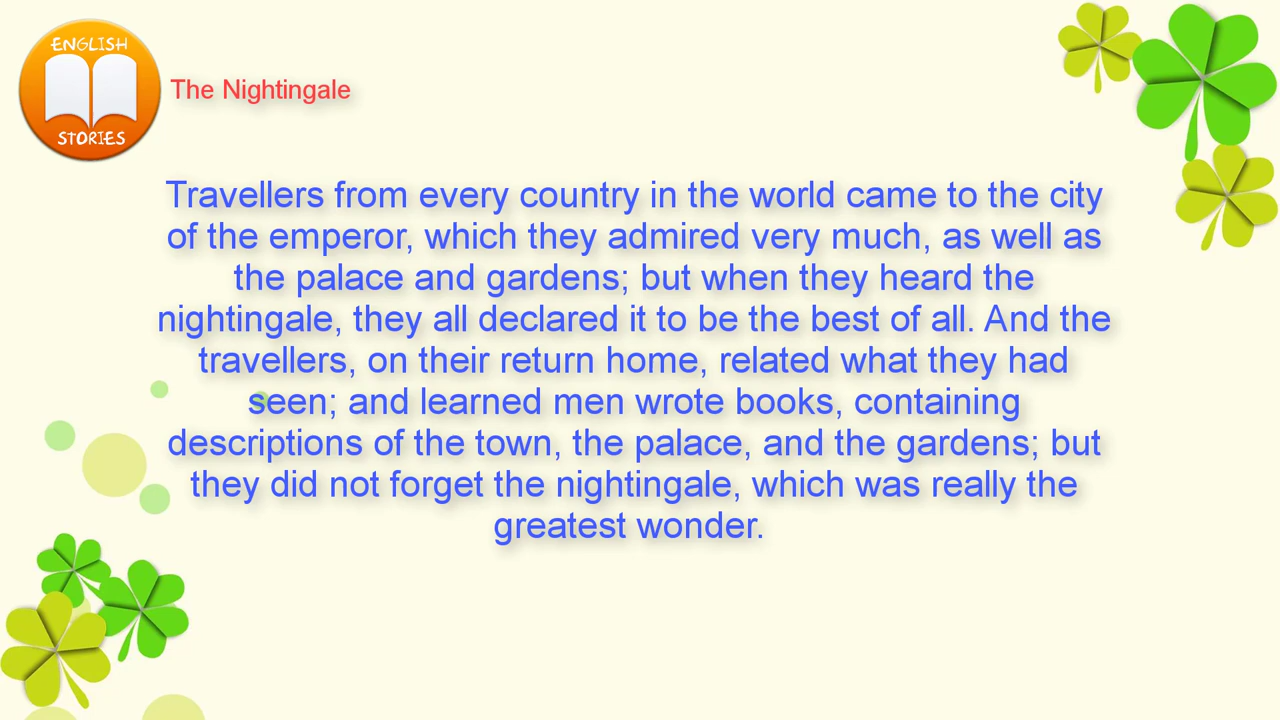 ENGLISH
STORIES
The Nightingale
Travellers from every country in the world came to the city
of the emperor, which they admired very much, as well as
the palace and gardens; but when they heard the
nightingale, they all declared it to be the best of all. And the
travellers, on their return home, related what they had
seen; and learned men wrote books, containing
descriptions of the town, the palace, and the gardens; but
they did not forget the nightingale, which was really the
greatest wonder.